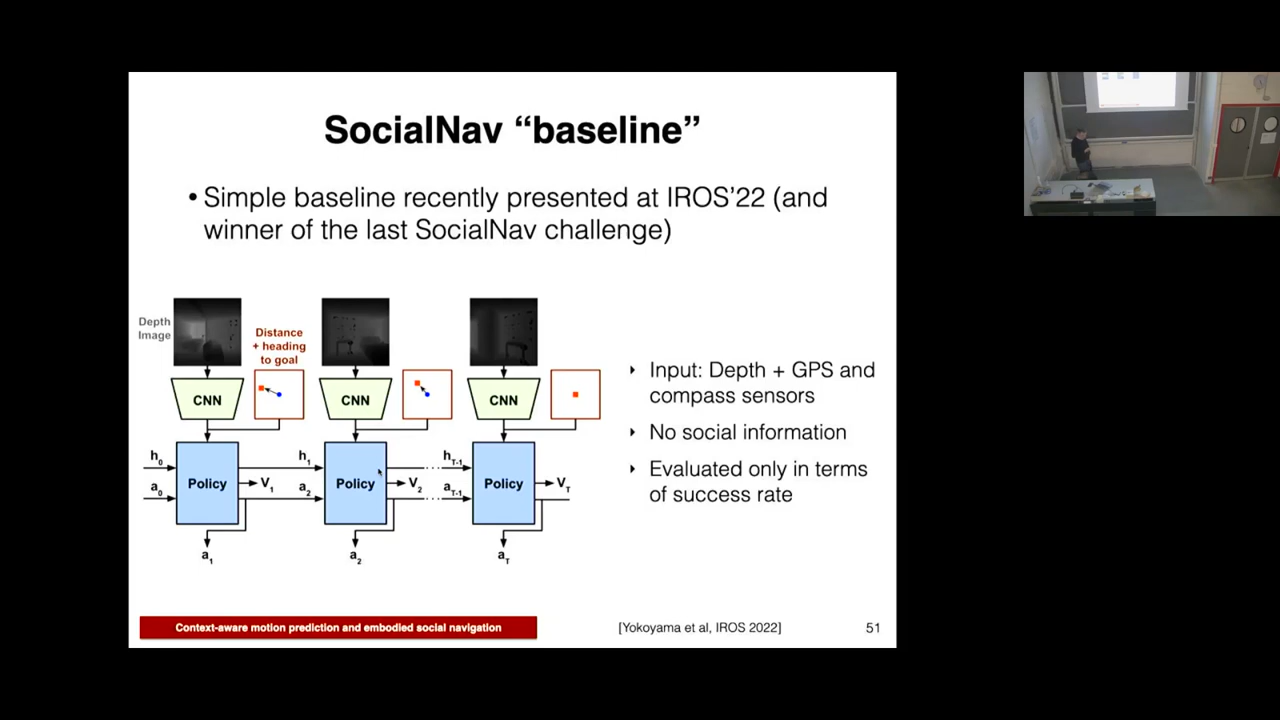 SocialNav “baseline”
• Simple baseline recently presented at IROS’22 (and
winner of the last SocialNav challenge)
Depth
Image
Distance
+ heading
to goal
CNN
CNN
CNN
h0
h1
hT-1
a0
a2
aT-1
Policy
Policy
Policy
V1
V2
VT
a1
a2
aT
‣ Input: Depth + GPS and
compass sensors
‣ No social information
‣ Evaluated only in terms
of success rate
Context-aware motion prediction and embodied social navigation
[Yokoyama et al, IROS 2022]
51